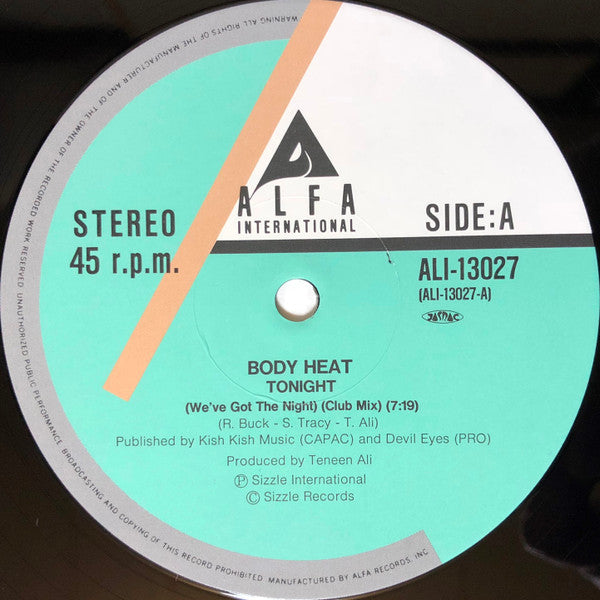 WARNING. ALL RIGHTS OF THE MANUFACTURER AND OF THE OWNER OF THE RECORDED WORK RESERVED. UNAUTHORIZED PUBLIC PERFORMANCE BROADCASTING AND COPYING OF THIS RECORD PROHIBITED. MANUFACTURED BY ALFA RECORDS, INC.
ALFA
INTERNATIONAL
STEREO
45 r.p.m.
SIDE:A
ALI-13027
(ALI-13027-A)
JASRAC
BODY HEAT
TONIGHT
(We've Got The Night) (Club Mix) (7:19)
(R. Buck - S. Tracy - T. Ali)
Published by Kish Kish Music (CAPAC) and Devil Eyes (PRO)
Produced by Teneen Ali
Ⓟ Sizzle International
© Sizzle Records